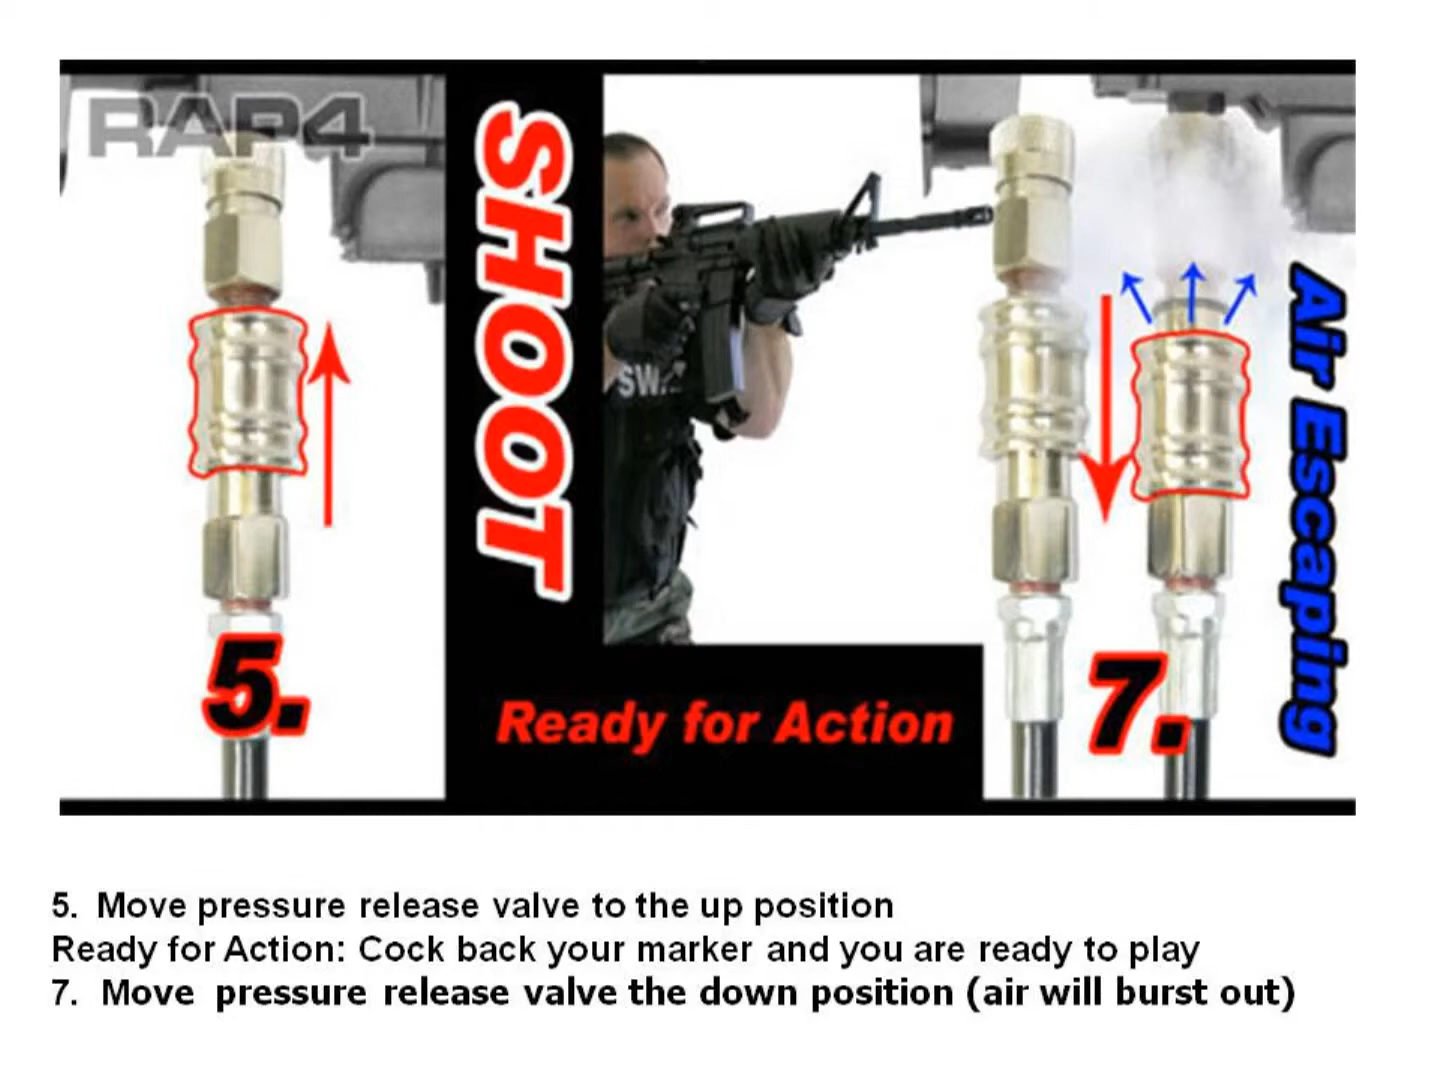 RAP4
SHOOT
Air Escaping
5.
7.
Ready for Action
5. Move pressure release valve to the up position
Ready for Action: Cock back your marker and you are ready to play
7. Move pressure release valve the down position (air will burst out)